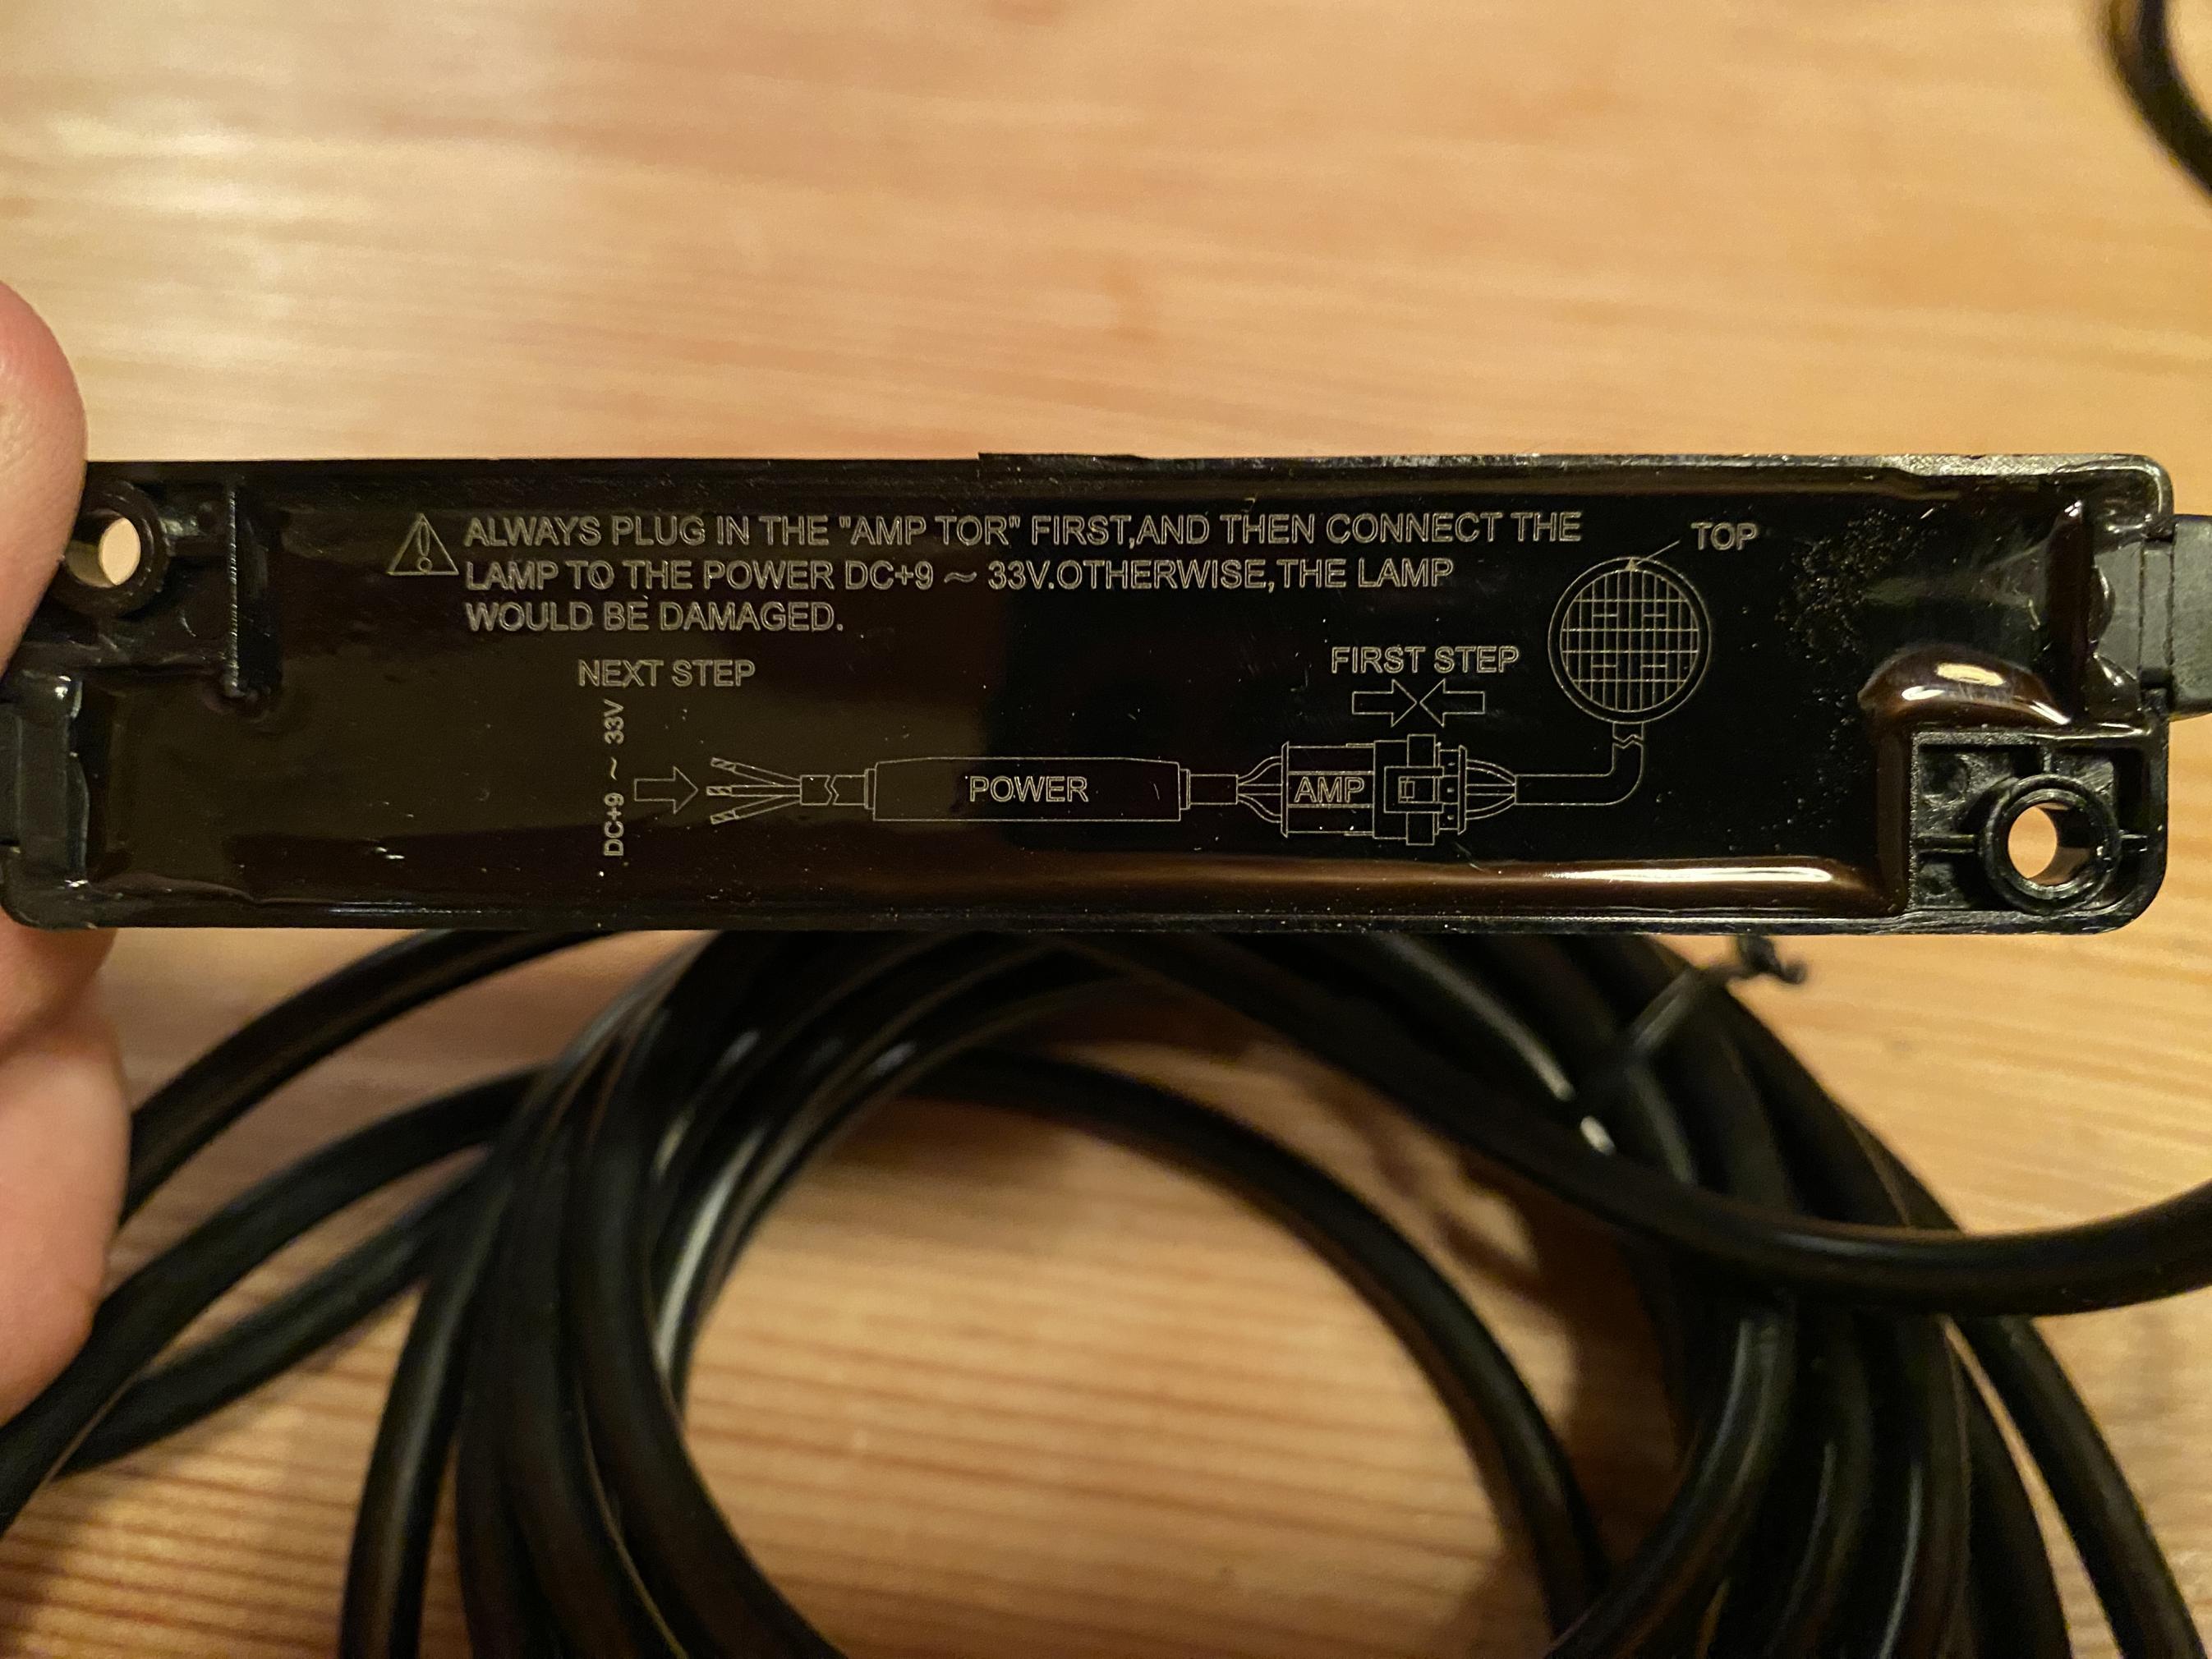 ALWAYS PLUG IN THE "AMP TOR" FIRST,AND THEN CONNECT THE
LAMP TO THE POWER DC+9 ~ 33V.OTHERWISE,THE LAMP
WOULD BE DAMAGED.
TOP
NEXT STEP
FIRST STEP
DC+9 ~ 33V
POWER
AMP